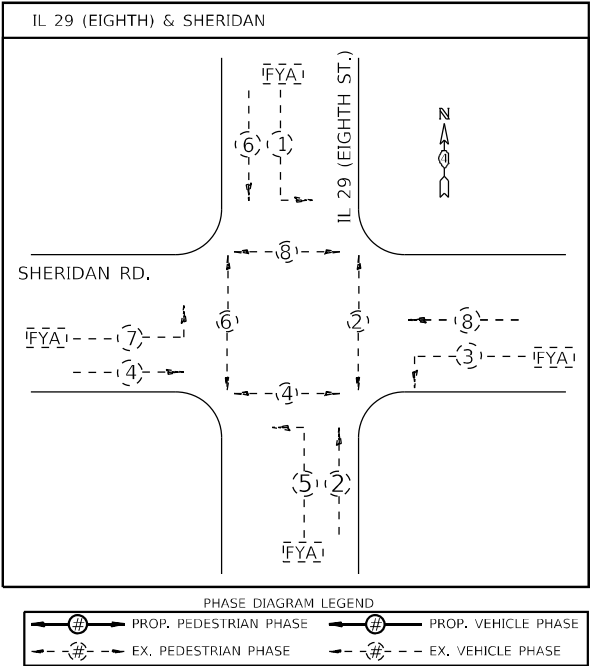 IL 29 (EIGHTH) & SHERIDAN
FYA
IL 29 (EIGHTH ST.)
N
4
6 1
8
SHERIDAN RD.
6 2
8
FYA 7
3 FYA
4
4
5 2
FYA
PHASE DIAGRAM LEGEND
# PROP. PEDESTRIAN PHASE # PROP. VEHICLE PHASE
# EX. PEDESTRIAN PHASE # EX. VEHICLE PHASE